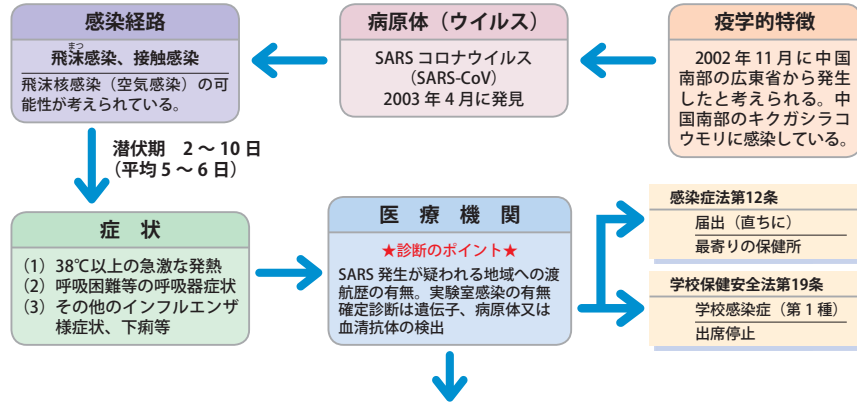 感染経路
飛沫感染、接触感染
まつ
飛沫核感染（空気感染）の可
能性が考えられている。
病原体（ウイルス）
SARS コロナウイルス
（SARS-CoV）
2003 年 4 月に発見
疫学的特徴
2002 年 11 月に中国
南部の広東省から発生
したと考えられる。中
国南部のキクガシラコ
ウモリに感染している。
潜伏期　2 ～ 10 日
（平均 5 ～ 6 日）
症　状
（1）38℃以上の急激な発熱
（2）呼吸困難等の呼吸器症状
（3）その他のインフルエンザ
様症状、下痢等
医　療　機　関
★診断のポイント★
SARS 発生が疑われる地域への渡
航歴の有無。実験室感染の有無
確定診断は遺伝子、病原体又は
血清抗体の検出
感染症法第12条
届出（直ちに）
最寄りの保健所
学校保健安全法第19条
学校感染症（第 1 種）
出席停止